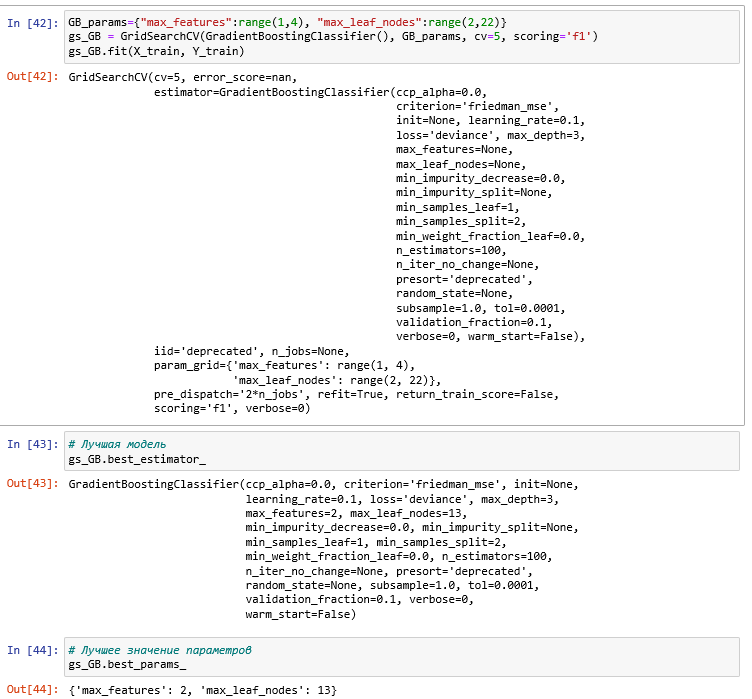 In [42]: GB_params={"max_features":range(1,4), "max_leaf_nodes":range(2,22)}
gs_GB = GridSearchCV(GradientBoostingClassifier(), GB_params, cv=5, scoring='f1')
gs_GB.fit(X_train, Y_train)
Out[42]: GridSearchCV(cv=5, error_score=nan,
estimator=GradientBoostingClassifier(ccp_alpha=0.0,
criterion='friedman_mse',
init=None, learning_rate=0.1,
loss='deviance', max_depth=3,
max_features=None,
max_leaf_nodes=None,
min_impurity_decrease=0.0,
min_impurity_split=None,
min_samples_leaf=1,
min_samples_split=2,
min_weight_fraction_leaf=0.0,
n_estimators=100,
n_iter_no_change=None,
presort='deprecated',
random_state=None,
subsample=1.0, tol=0.0001,
validation_fraction=0.1,
verbose=0, warm_start=False),
iid='deprecated', n_jobs=None,
param_grid={'max_features': range(1, 4),
'max_leaf_nodes': range(2, 22)},
pre_dispatch='2*n_jobs', refit=True, return_train_score=False,
scoring='f1', verbose=0)
In [43]: # Лучшая модель
gs_GB.best_estimator_
Out[43]: GradientBoostingClassifier(ccp_alpha=0.0, criterion='friedman_mse', init=None,
learning_rate=0.1, loss='deviance', max_depth=3,
max_features=2, max_leaf_nodes=13,
min_impurity_decrease=0.0, min_impurity_split=None,
min_samples_leaf=1, min_samples_split=2,
min_weight_fraction_leaf=0.0, n_estimators=100,
n_iter_no_change=None, presort='deprecated',
random_state=None, subsample=1.0, tol=0.0001,
validation_fraction=0.1, verbose=0,
warm_start=False)
In [44]: # Лучшее значение параметров
gs_GB.best_params_
Out[44]: {'max_features': 2, 'max_leaf_nodes': 13}